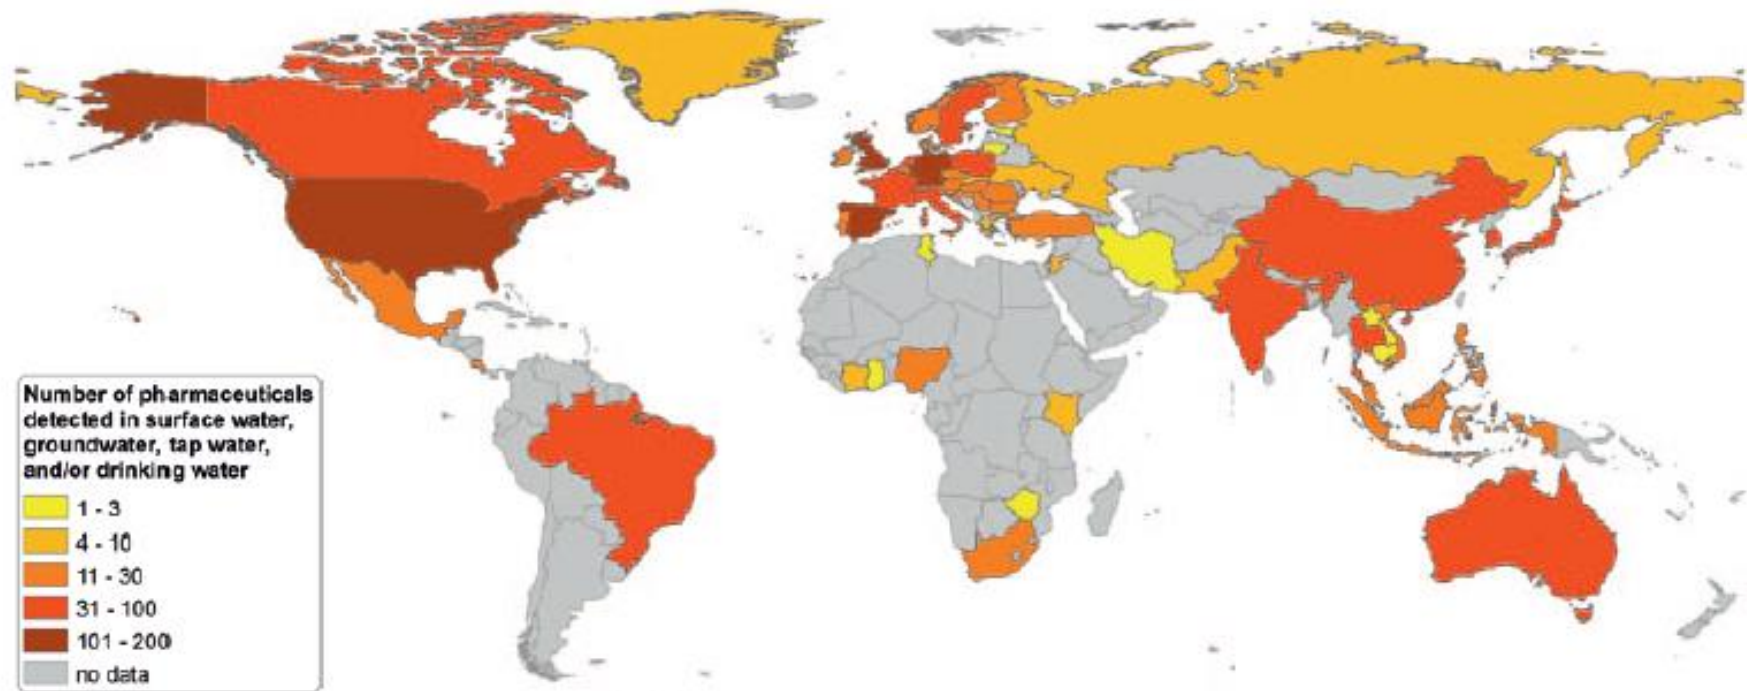 Number of pharmaceuticals
detected in surface water,
groundwater, tap water,
and/or drinking water
1 - 3
4 - 10
11 - 30
31 - 100
101 - 200
no data